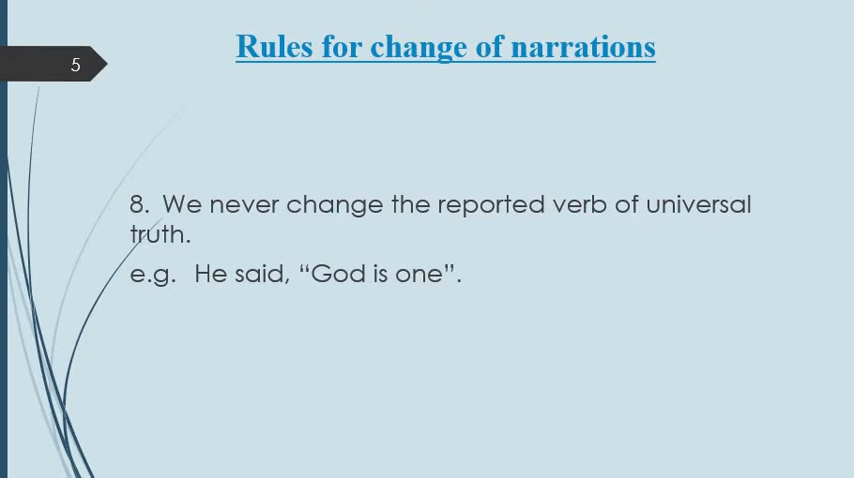 Rules for change of narrations
5
8. We never change the reported verb of universal
truth.
e.g. He said, “God is one”.